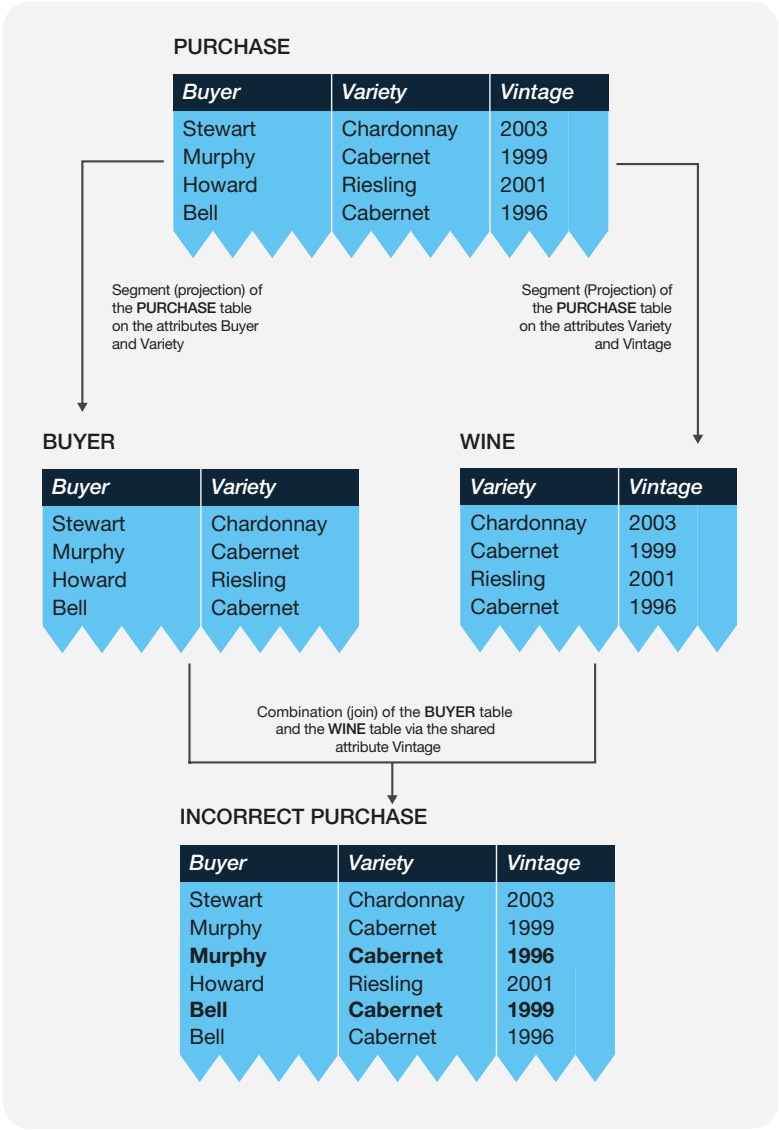 PURCHASE
Buyer Variety Vintage
Stewart Chardonnay 2003
Murphy Cabernet 1999
Howard Riesling 2001
Bell Cabernet 1996
Segment (projection) of
the PURCHASE table
on the attributes Buyer
and Variety
Segment (Projection) of
the PURCHASE table
on the attributes Variety
and Vintage
BUYER
Buyer Variety
Stewart Chardonnay
Murphy Cabernet
Howard Riesling
Bell Cabernet
WINE
Variety Vintage
Chardonnay 2003
Cabernet 1999
Riesling 2001
Cabernet 1996
Combination (join) of the BUYER table
and the WINE table via the shared
attribute Vintage
INCORRECT PURCHASE
Buyer Variety Vintage
Stewart Chardonnay 2003
Murphy Cabernet 1999
Murphy Cabernet 1996
Howard Riesling 2001
Bell Cabernet 1999
Bell Cabernet 1996